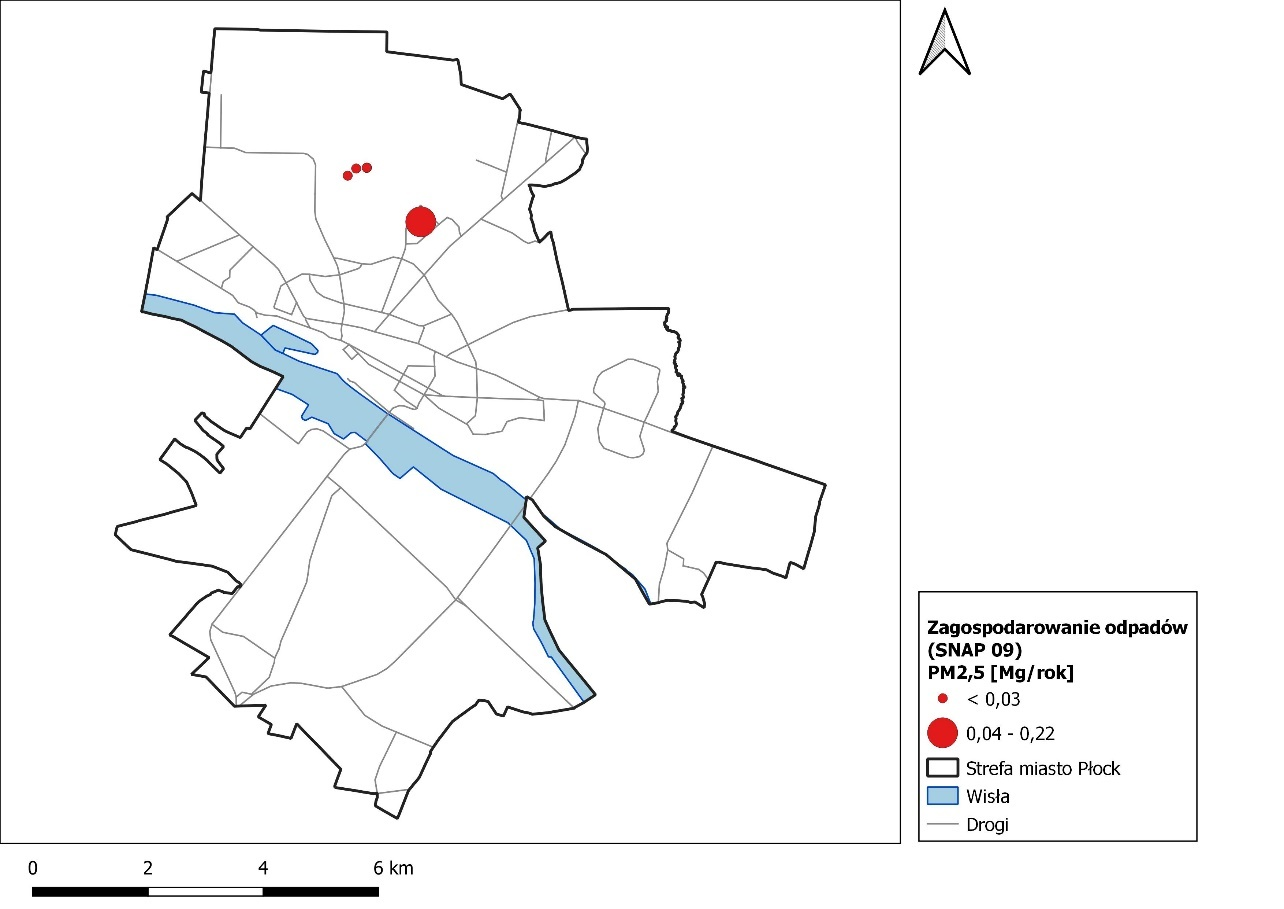 Zagospodarowanie odpadów
(SNAP 09)
PM2,5 [Mg/rok]
< 0,03
0,04 - 0,22
Strefa miasto Płock
Wisła
Drogi
0 2 4 6 km